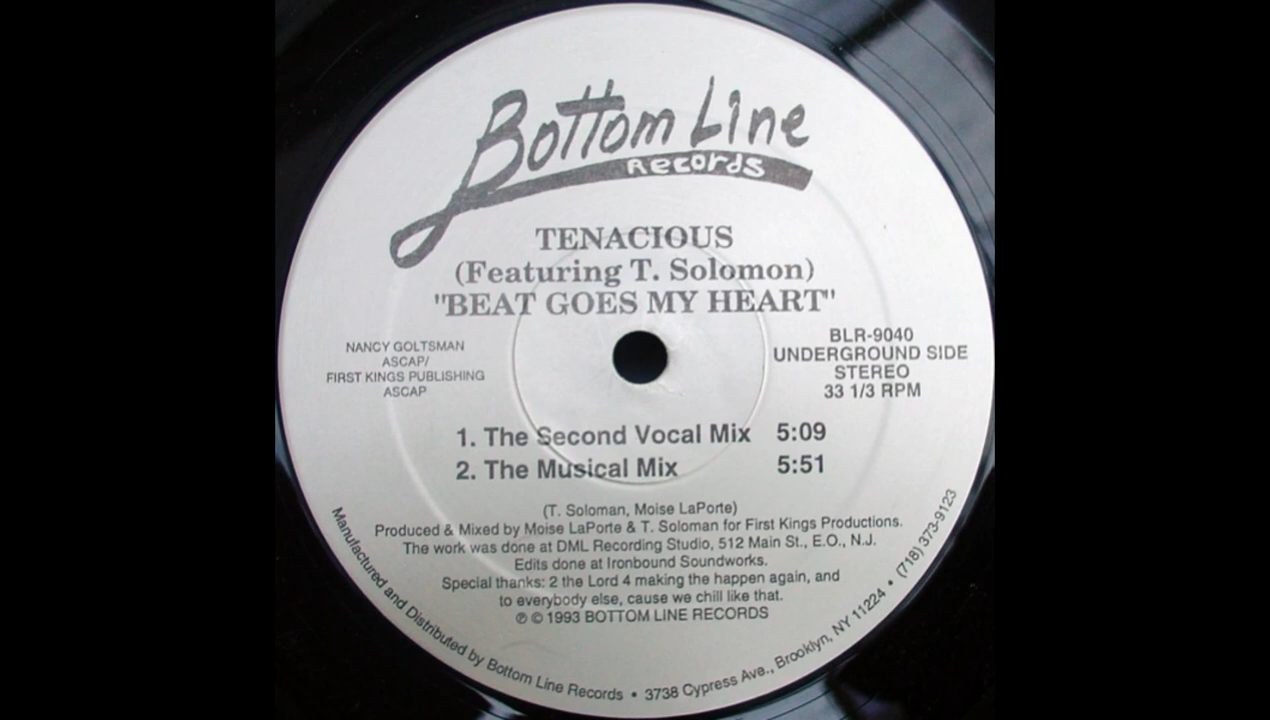 Bottom Line
Records
TENACIOUS
(Featuring T. Solomon)
"BEAT GOES MY HEART"
NANCY GOLTSMAN
ASCAP/
FIRST KINGS PUBLISHING
ASCAP
BLR-9040
UNDERGROUND SIDE
STEREO
33 1/3 RPM
1. The Second Vocal Mix 5:09
2. The Musical Mix 5:51
(T. Soloman, Moise LaPorte)
Produced & Mixed by Moise LaPorte & T. Soloman for First Kings Productions.
The work was done at DML Recording Studio, 512 Main St., E.O., N.J.
Edits done at Ironbound Soundworks.
Special thanks: 2 the Lord 4 making the happen again, and
to everybody else, cause we chill like that.
℗ © 1993 BOTTOM LINE RECORDS
Manufactured and Distributed by Bottom Line Records • 3738 Cypress Ave., Brooklyn, NY 11224 • (718) 373-9123